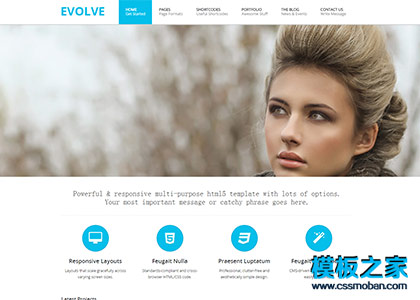 EVOLVE
HOME PAGES SHORTCODES PORTFOLIO THE BLOG CONTACT US
Get Started Page Formats Useful Shortcodes Awesome Stuff News & Events Write Message
Powerful & responsive multi-purpose html5 template with lots of options.
Your most important message or catchy phrase goes here.
Responsive Layouts Feugait Nulla Praesent Luptatum
Layouts that scale gracefully across Standards-compliant and cross- Professional, clutter-free and
varying screen sizes. browser HTML/CSS code. aesthetically simple design.
模板之家
www.cssmoban.com
Latest Projects